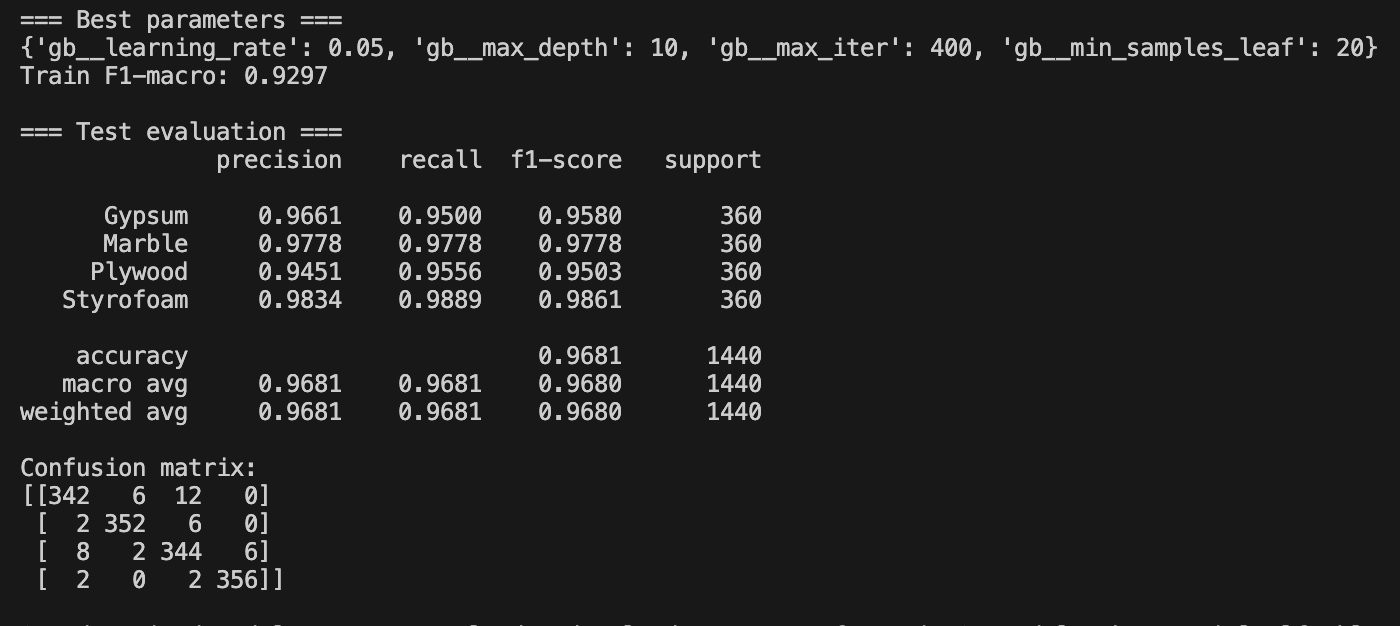 === Best parameters ===
{'gb__learning_rate': 0.05, 'gb__max_depth': 10, 'gb__max_iter': 400, 'gb__min_samples_leaf': 20}
Train F1-macro: 0.9297
=== Test evaluation ===
precision recall f1-score support
Gypsum 0.9661 0.9500 0.9580 360
Marble 0.9778 0.9778 0.9778 360
Plywood 0.9451 0.9556 0.9503 360
Styrofoam 0.9834 0.9889 0.9861 360
accuracy 0.9681 1440
macro avg 0.9681 0.9681 0.9680 1440
weighted avg 0.9681 0.9681 0.9680 1440
Confusion matrix:
[[342 6 12 0]
[ 2 352 6 0]
[ 8 2 344 6]
[ 2 0 2 356]]